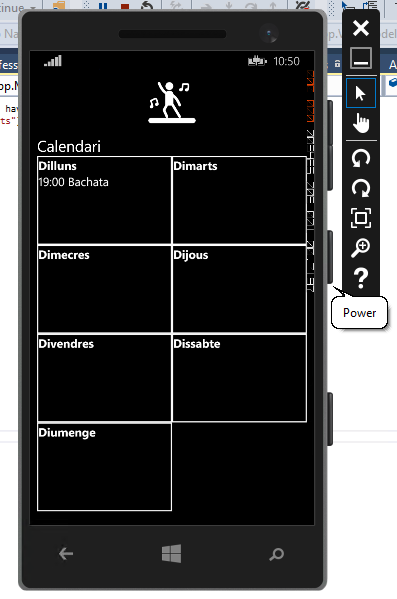 10:50
Calendari
Dilluns
19:00 Bachata
Dimarts
Dimecres
Dijous
Divendres
Dissabte
Diumenge
Power
?